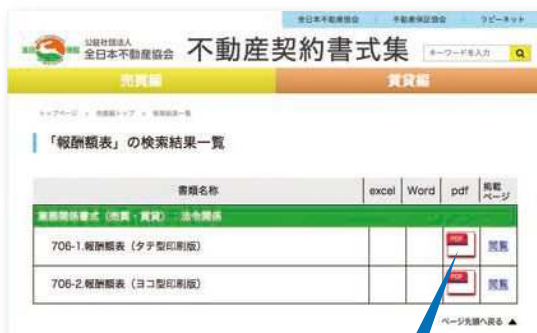 全日本不動産協会 不動産保証協会 ラビーネット
公益社団法人
全日本不動産協会
不動産契約書式集
キーワードを入力
売買編 賃貸編
トップページ > 売買編トップ > 検索結果一覧
「報酬額表」の検索結果一覧
書類名称 excel Word pdf 掲載ページ
業務関係書式（売買・賃貸） 法令関係
706-1.報酬額表（タテ型印刷版） PDF 閲覧
706-2.報酬額表（ヨコ型印刷版） PDF 閲覧
ページ先頭へ戻る ▲